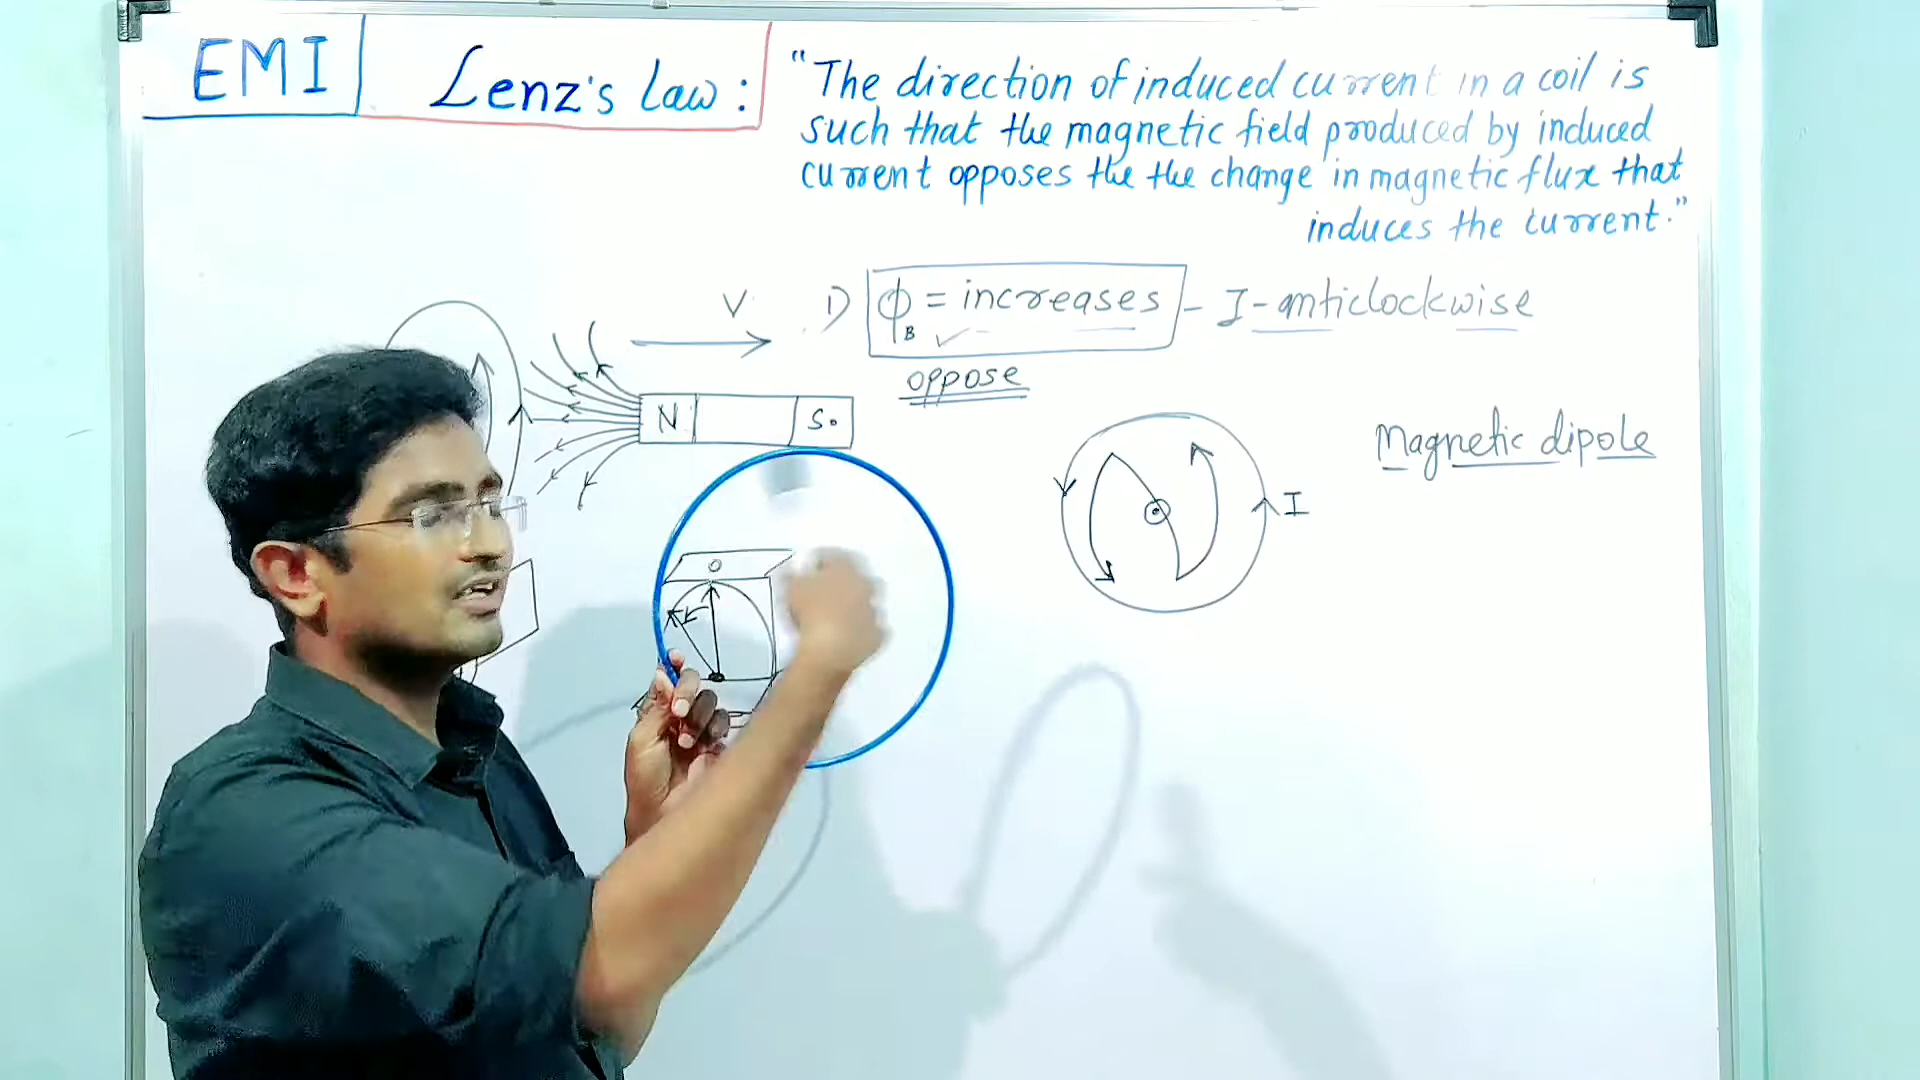 EMI
Lenz's Law :
"The direction of induced current in a coil is
such that the magnetic field produced by induced
current opposes the the change in magnetic flux that
induces the current."
V
1) ϕB = increases - I - anticlockwise
oppose
N
S
Magnetic dipole
I